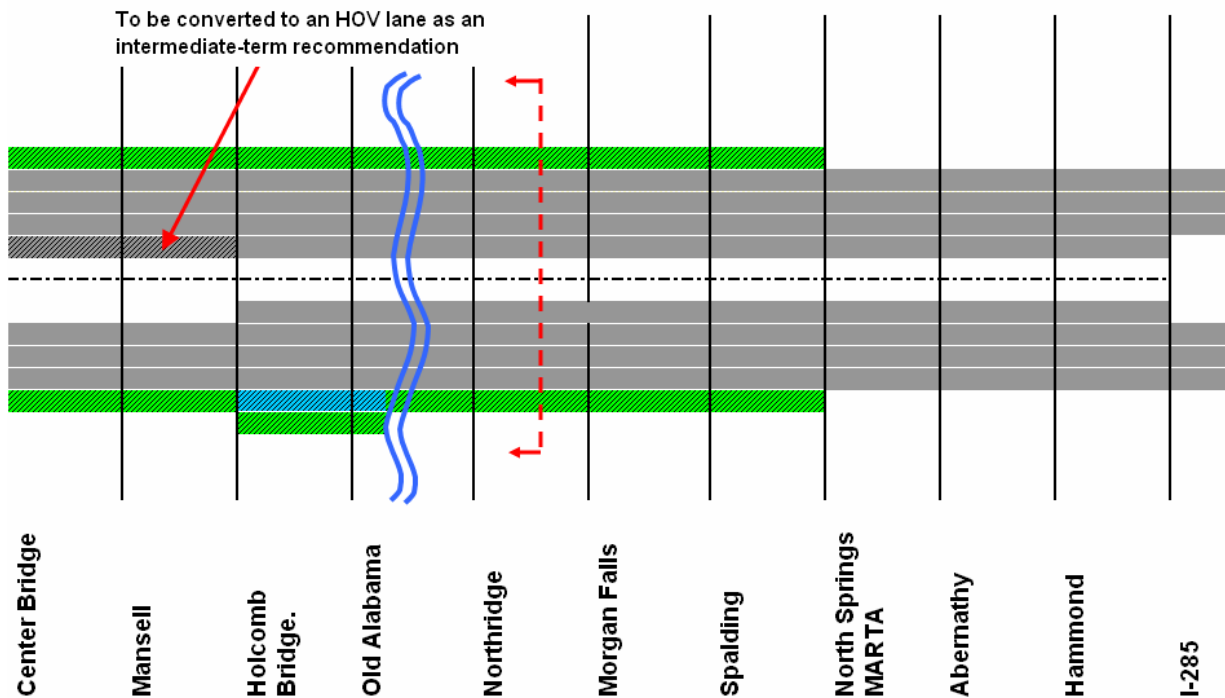 To be converted to an HOV lane as an
intermediate-term recommendation
Center Bridge
Mansell
Holcomb
Bridge.
Old Alabama
Northridge
Morgan Falls
Spalding
North Springs
MARTA
Abernathy
Hammond
I-285